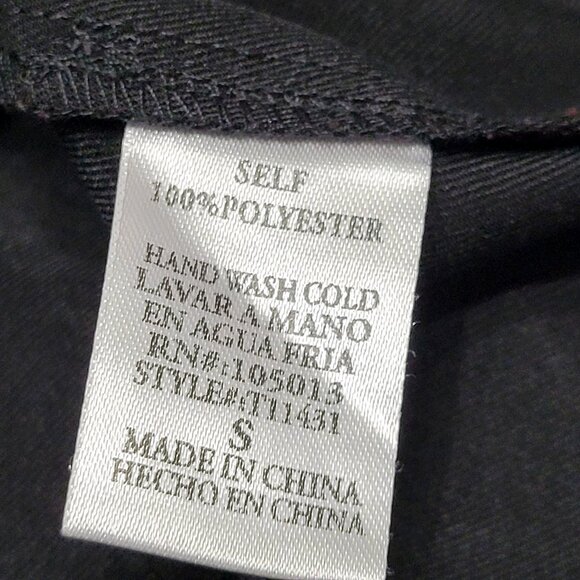 SELF
100%POLYESTER
HAND WASH COLD
LAVAR A MANO
EN AGUA FRIA
RN#:105013
STYLE#:T11431
S
MADE IN CHINA
HECHO EN CHINA